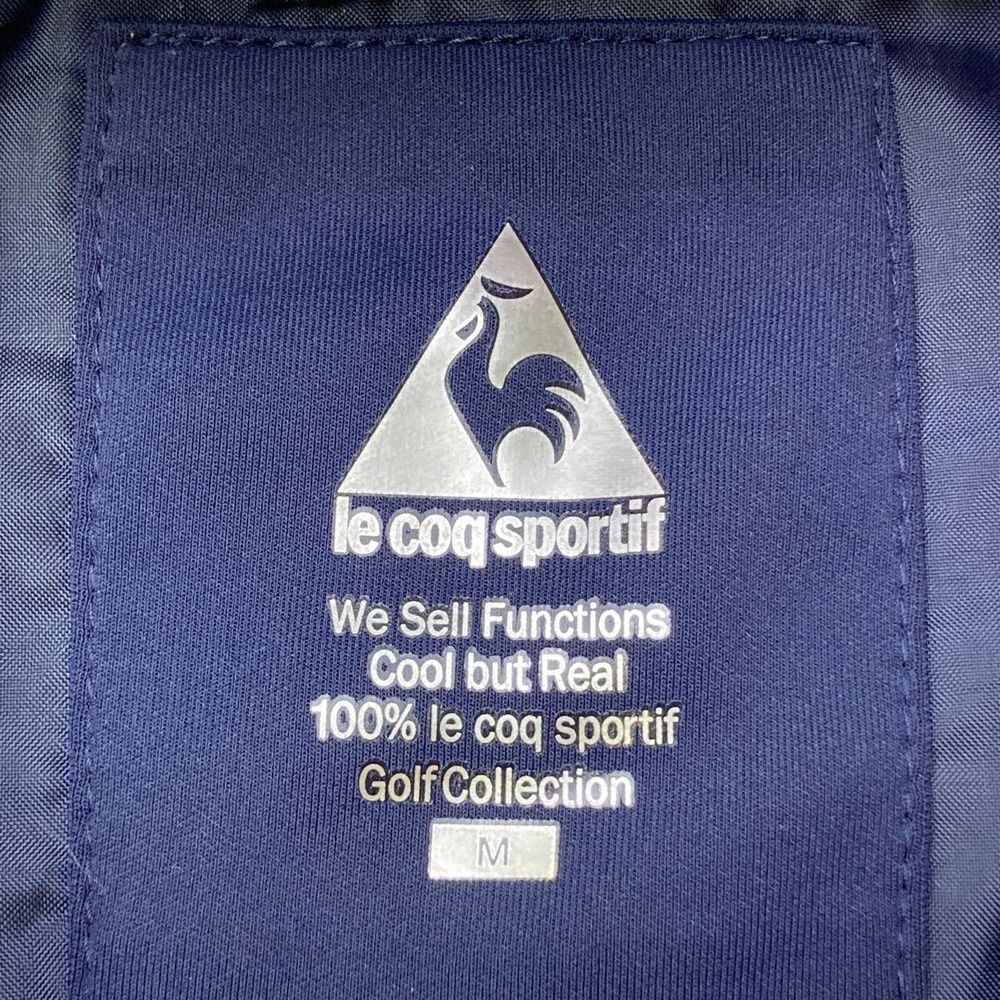 le coq sportif
We Sell Functions
Cool but Real
100% le coq sportif
Golf Collection
M